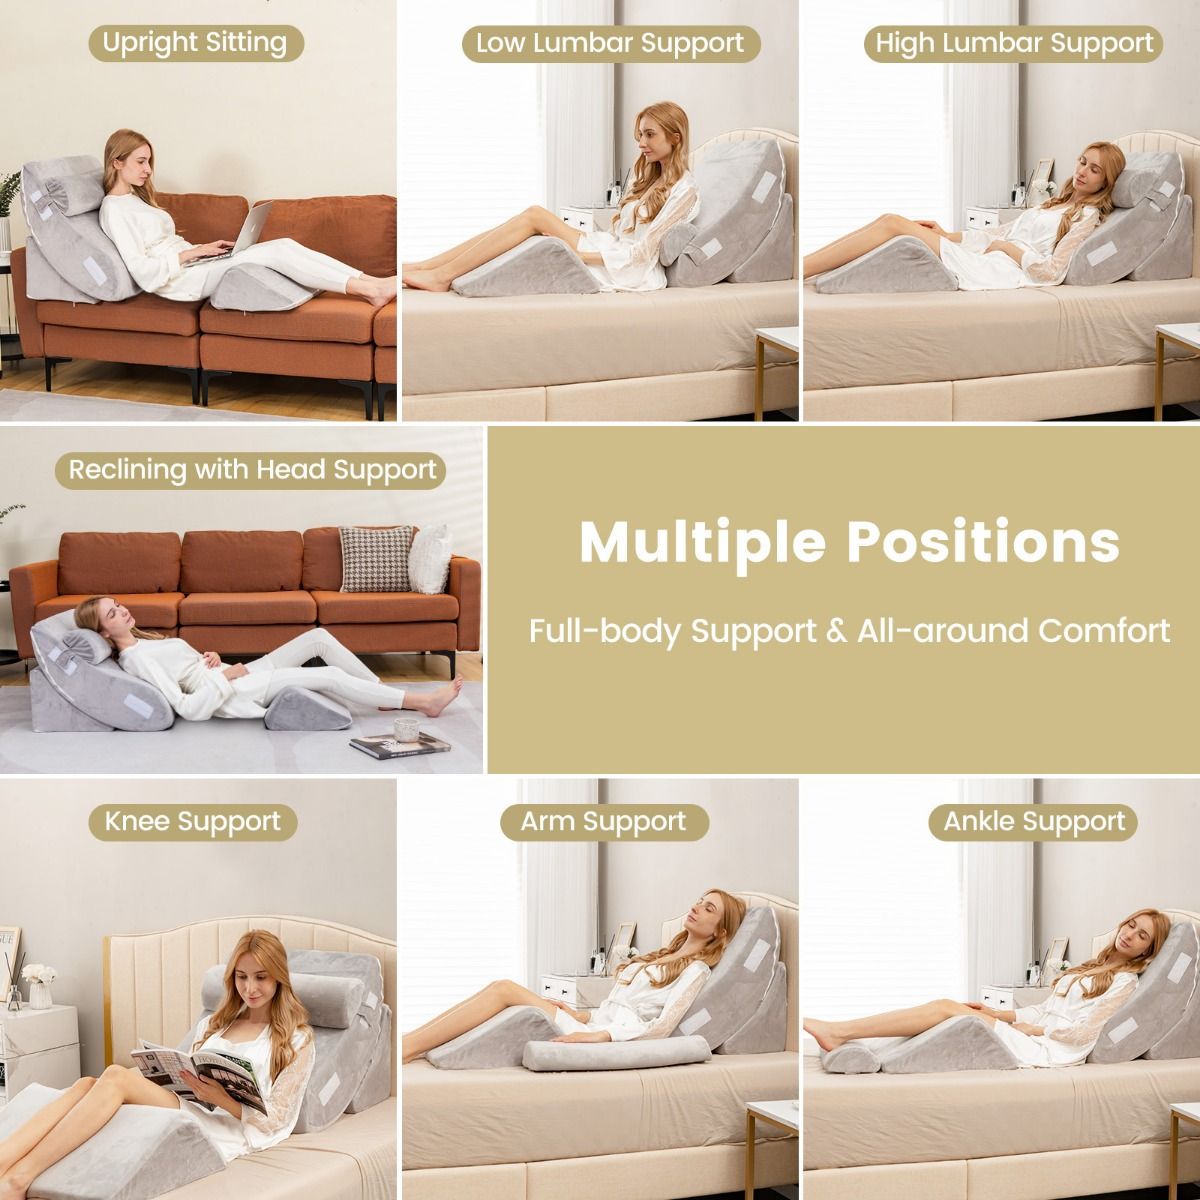 Upright Sitting
Low Lumbar Support
High Lumbar Support
Reclining with Head Support
Multiple Positions
Full-body Support & All-around Comfort
Knee Support
Arm Support
Ankle Support